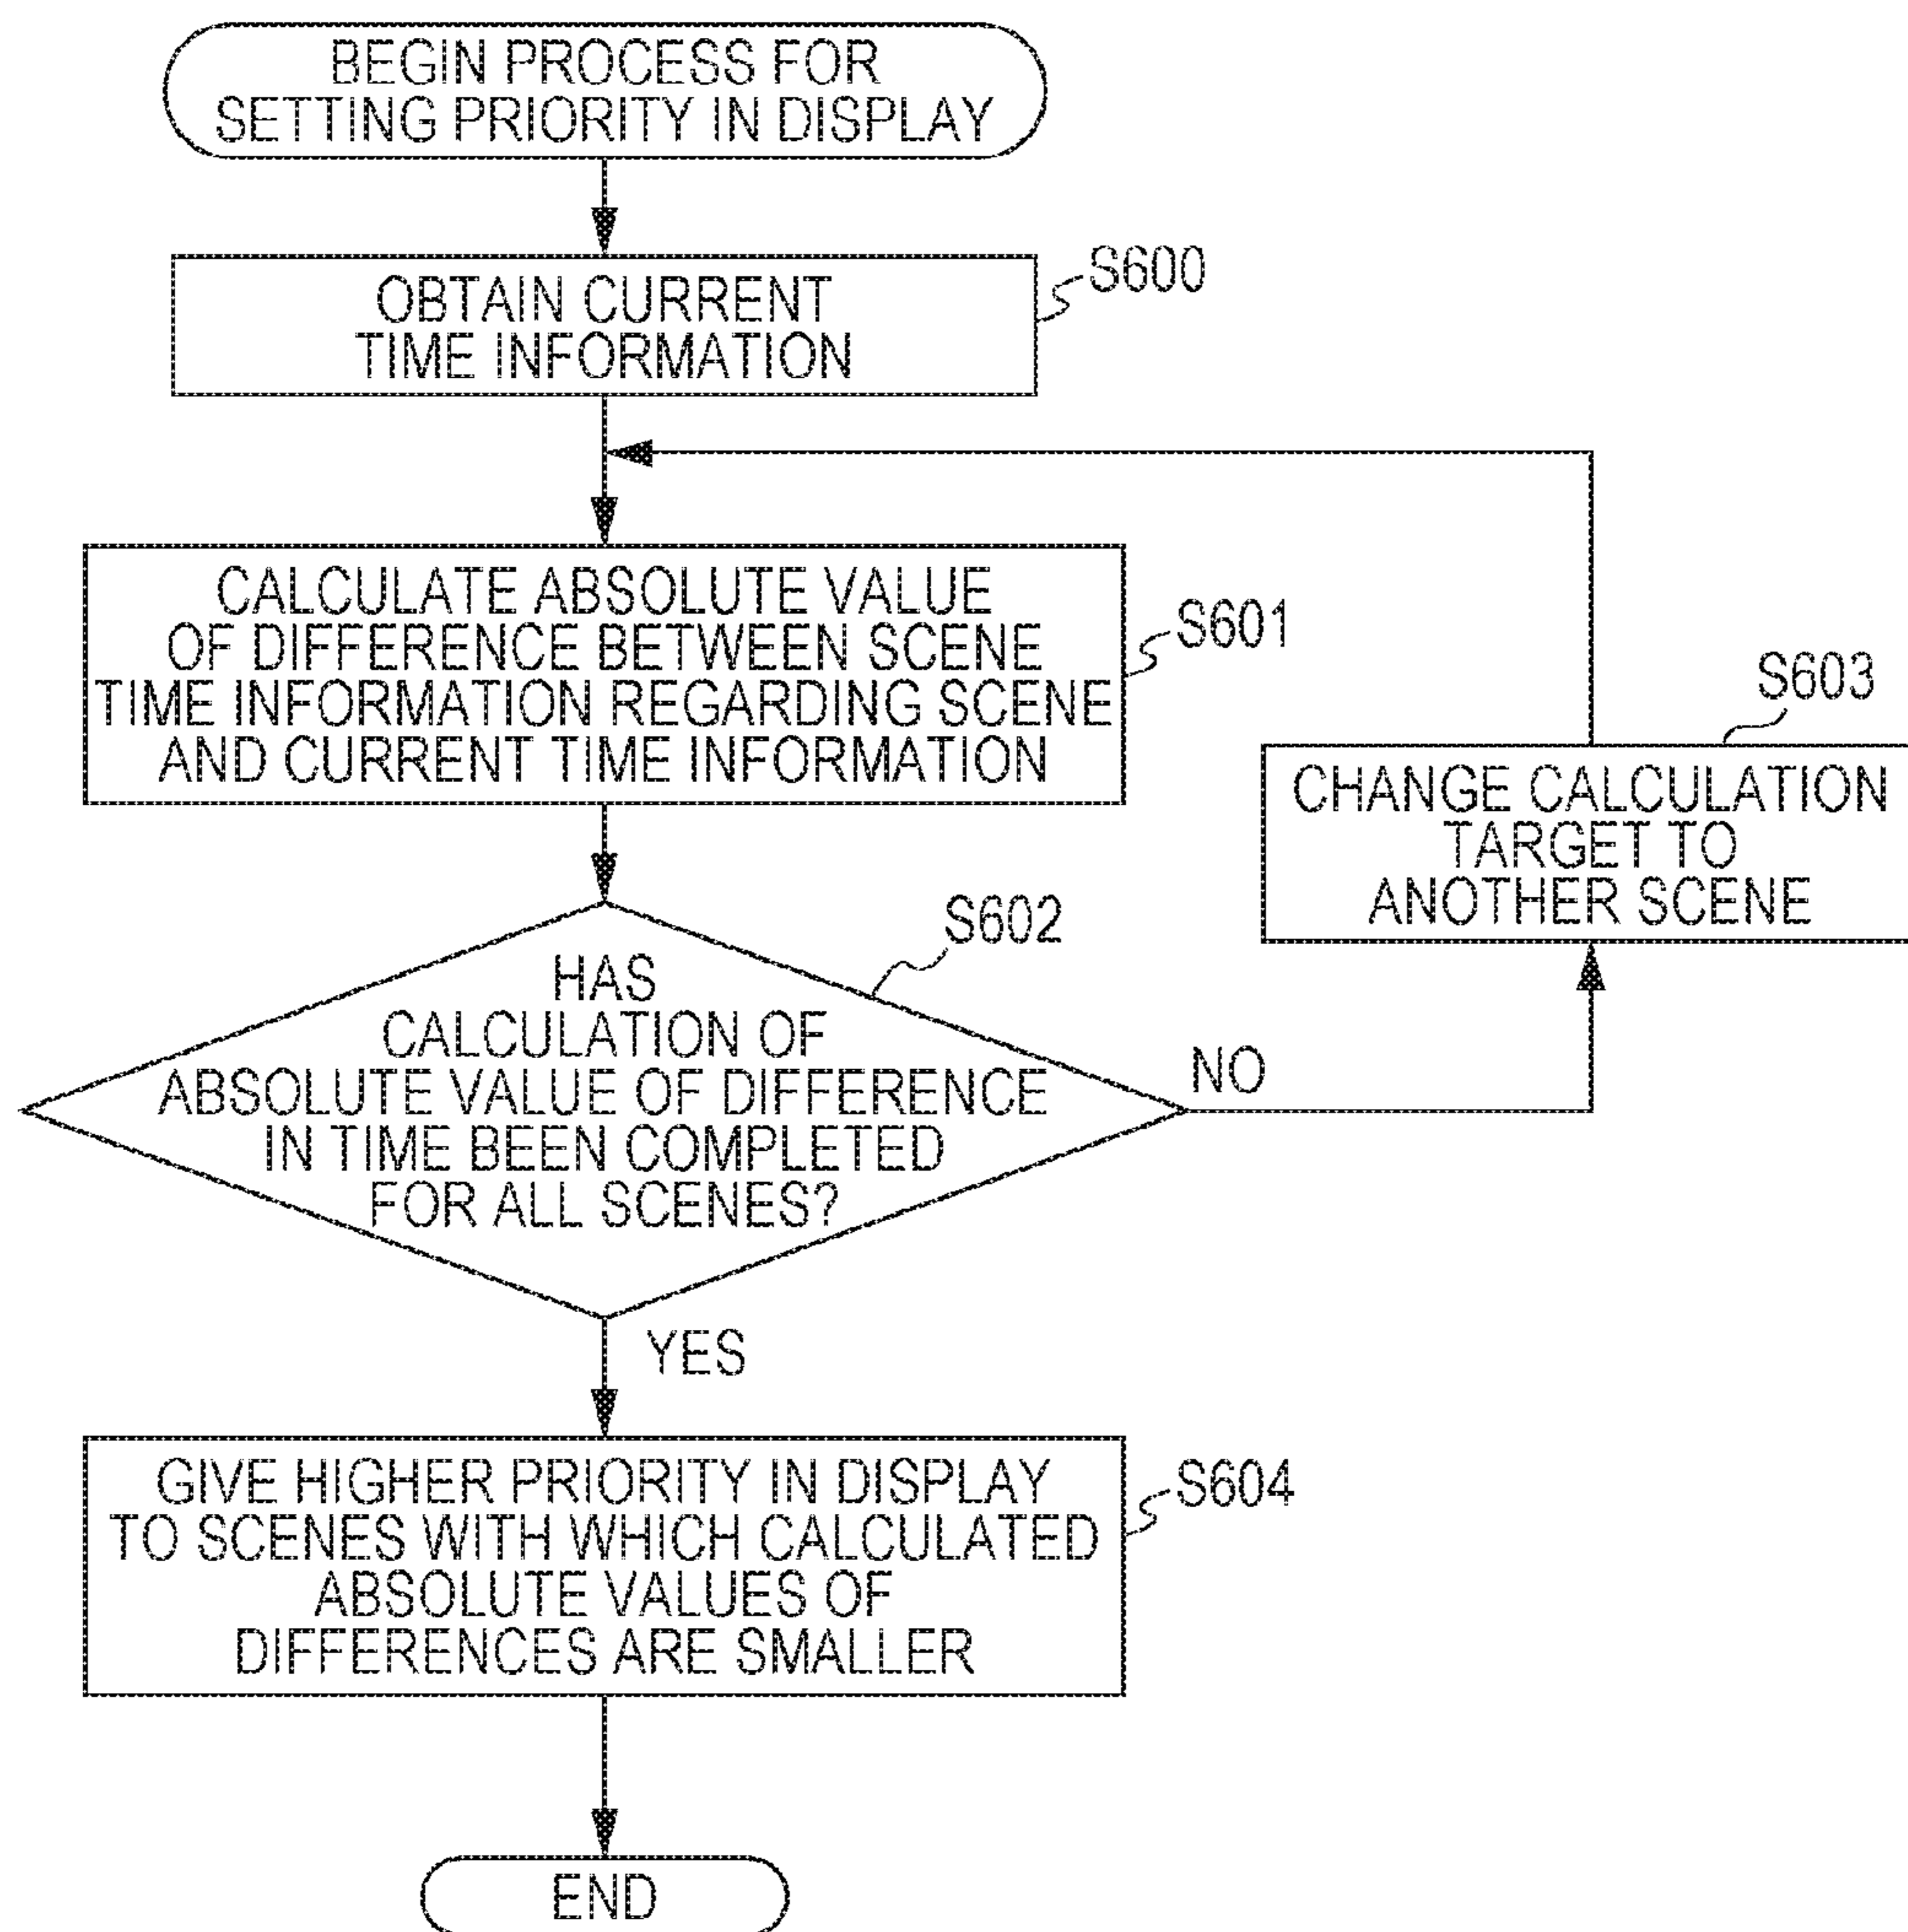 BEGIN PROCESS FOR
SETTING PRIORITY IN DISPLAY
S600
OBTAIN CURRENT
TIME INFORMATION
S601
CALCULATE ABSOLUTE VALUE
OF DIFFERENCE BETWEEN SCENE
TIME INFORMATION REGARDING SCENE
AND CURRENT TIME INFORMATION
S603
CHANGE CALCULATION
TARGET TO
ANOTHER SCENE
S602
HAS
CALCULATION OF
ABSOLUTE VALUE OF DIFFERENCE
IN TIME BEEN COMPLETED
FOR ALL SCENES?
NO
YES
S604
GIVE HIGHER PRIORITY IN DISPLAY
TO SCENES WITH WHICH CALCULATED
ABSOLUTE VALUES OF
DIFFERENCES ARE SMALLER
END